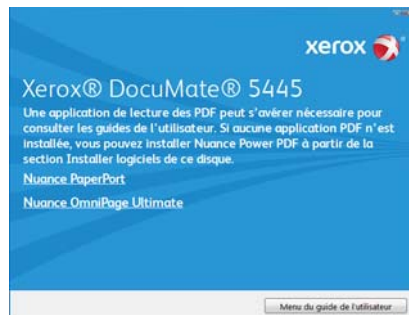 xerox
Xerox® DocuMate® 5445
Une application de lecture des PDF peut s'avérer nécessaire pour
consulter les guides de l'utilisateur. Si aucune application PDF n'est
installée, vous pouvez installer Nuance Power PDF à partir de la
section Installer logiciels de ce disque.
Nuance PaperPort
Nuance OmniPage Ultimate
Menu du guide de l'utilisateur